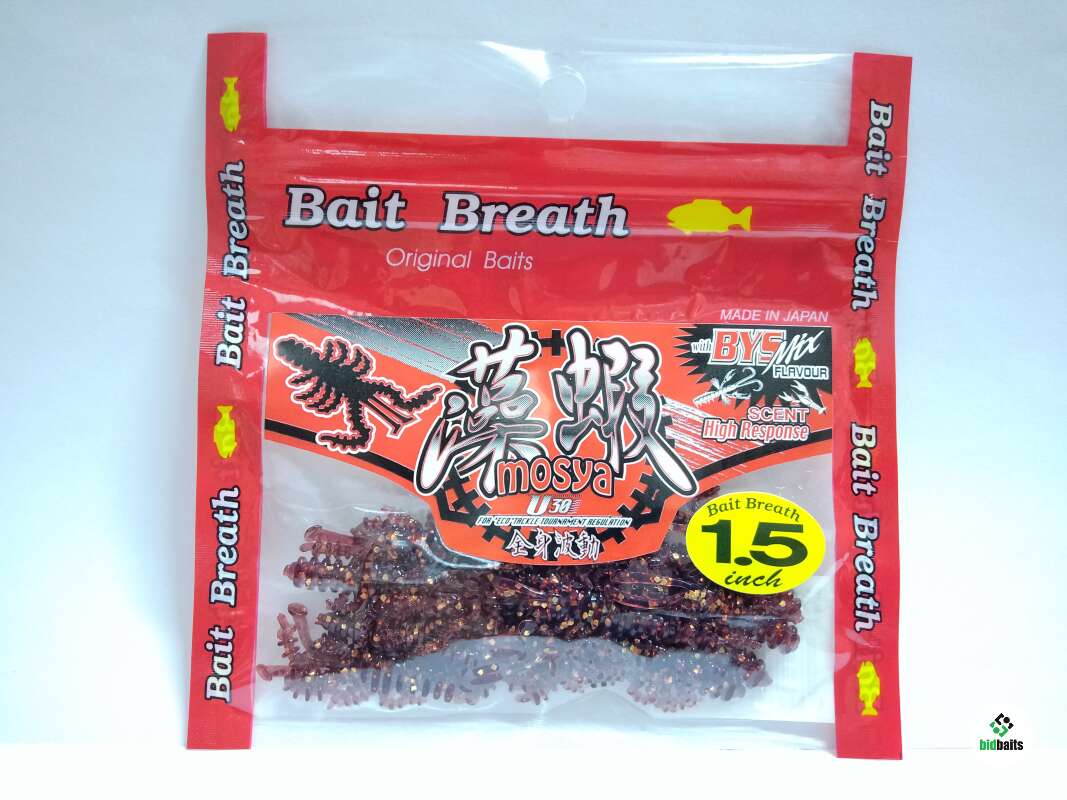 Bait Breath
Original Baits
MADE IN JAPAN
with BYS Mix
FLAVOUR
SCENT
High Response
藻蝦
mosya
U30
FOR "ECO" TACKLE TOURNAMENT REGULATION
全身波動
Bait Breath
1.5
inch
Bait Breath
Bait Breath
Bait Breath
Bait Breath
Bait Breath
bidbaits